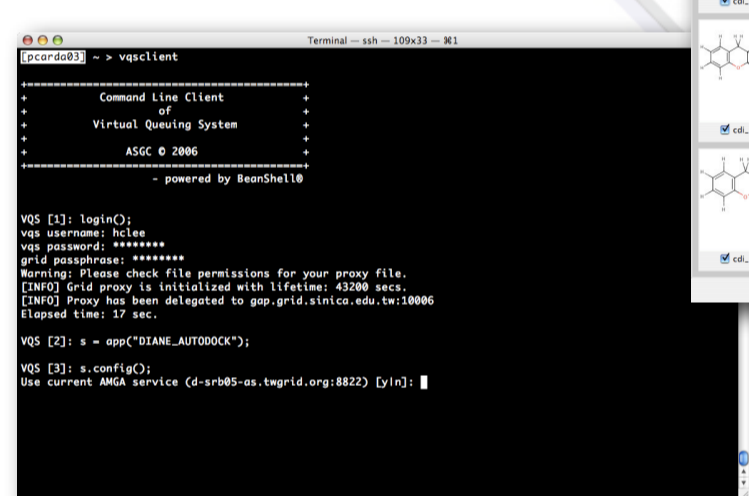 Terminal — ssh — 109x33 — ⌘1
[pcarda03] ~ > vqsclient
+-----------------------------------------+
+ Command Line Client +
+ of +
+ Virtual Queuing System +
+ +
+ ASGC © 2006 +
+-----------------------------------------+
- powered by BeanShell®
VQS [1]: login();
vqs username: hclee
vqs password: ********
grid passphrase: ********
Warning: Please check file permissions for your proxy file.
[INFO] Grid proxy is initialized with lifetime: 43200 secs.
[INFO] Proxy has been delegated to gap.grid.sinica.edu.tw:10006
Elapsed time: 17 sec.
VQS [2]: s = app("DIANE_AUTODOCK");
VQS [3]: s.config();
Use current AMGA service (d-srb05-as.twgrid.org:8822) [y|n]:
cdi_
cdi_
cdi_